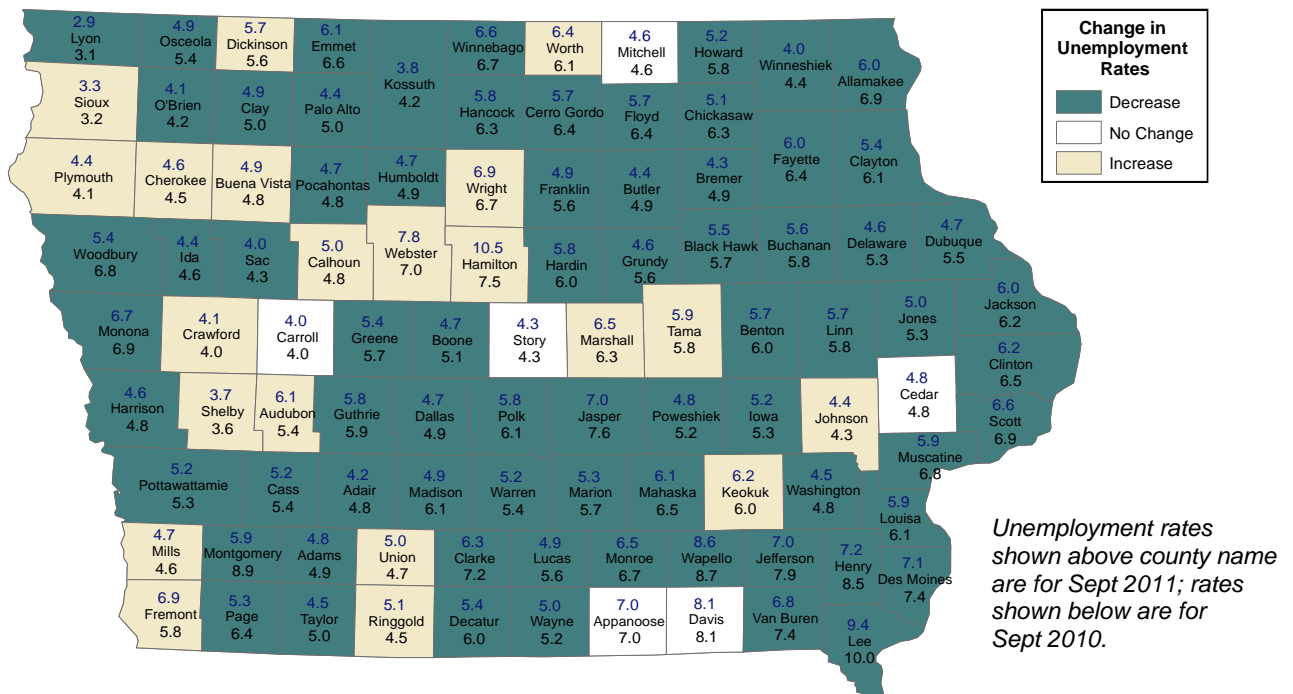 2.9
Lyon
3.1
4.9
Osceola
5.4
5.7
Dickinson
5.6
6.1
Emmet
6.6
3.8
Kossuth
4.2
6.6
Winnebago
6.7
6.4
Worth
6.1
4.6
Mitchell
4.6
5.2
Howard
5.8
4.0
Winneshiek
4.4
6.0
Allamakee
6.9
3.3
Sioux
3.2
4.1
O'Brien
4.2
4.9
Clay
5.0
4.4
Palo Alto
5.0
5.8
Hancock
6.3
5.7
Cerro Gordo
6.4
5.7
Floyd
6.4
5.1
Chickasaw
6.3
6.0
Fayette
6.4
5.4
Clayton
6.1
4.4
Plymouth
4.1
4.6
Cherokee
4.5
4.9
Buena Vista
4.8
4.7
Pocahontas
4.8
4.7
Humboldt
4.9
6.9
Wright
6.7
4.9
Franklin
5.6
4.4
Butler
4.9
4.3
Bremer
4.9
5.4
Woodbury
6.8
4.4
Ida
4.6
4.0
Sac
4.3
5.0
Calhoun
4.8
7.8
Webster
7.0
10.5
Hamilton
7.5
5.8
Hardin
6.0
4.6
Grundy
5.6
5.5
Black Hawk
5.7
5.6
Buchanan
5.8
4.6
Delaware
5.3
4.7
Dubuque
5.5
6.7
Monona
6.9
4.1
Crawford
4.0
4.0
Carroll
4.0
5.4
Greene
5.7
4.7
Boone
5.1
4.3
Story
4.3
6.5
Marshall
6.3
5.9
Tama
5.8
5.7
Benton
6.0
5.7
Linn
5.8
5.0
Jones
5.3
6.0
Jackson
6.2
6.2
Clinton
6.5
4.6
Harrison
4.8
3.7
Shelby
3.6
6.1
Audubon
5.4
5.8
Guthrie
5.9
4.7
Dallas
4.9
5.8
Polk
6.1
7.0
Jasper
7.6
4.8
Poweshiek
5.2
5.2
Iowa
5.3
4.4
Johnson
4.3
4.8
Cedar
4.8
6.6
Scott
6.9
5.9
Muscatine
6.8
5.2
Pottawattamie
5.3
5.2
Cass
5.4
4.2
Adair
4.8
4.9
Madison
6.1
5.2
Warren
5.4
5.3
Marion
5.7
6.1
Mahaska
6.5
6.2
Keokuk
6.0
4.5
Washington
4.8
5.9
Louisa
6.1
4.7
Mills
4.6
5.9
Montgomery
8.9
4.8
Adams
4.9
5.0
Union
4.7
6.3
Clarke
7.2
4.9
Lucas
5.6
6.5
Monroe
6.7
8.6
Wapello
8.7
7.0
Jefferson
7.9
7.2
Henry
8.5
7.1
Des Moines
7.4
6.9
Fremont
5.8
5.3
Page
6.4
4.5
Taylor
5.0
5.1
Ringgold
4.5
5.4
Decatur
6.0
5.0
Wayne
5.2
7.0
Appanoose
7.0
8.1
Davis
8.1
6.8
Van Buren
7.4
9.4
Lee
10.0
Change in
Unemployment
Rates
Decrease
No Change
Increase
Unemployment rates
shown above county name
are for Sept 2011; rates
shown below are for
Sept 2010.